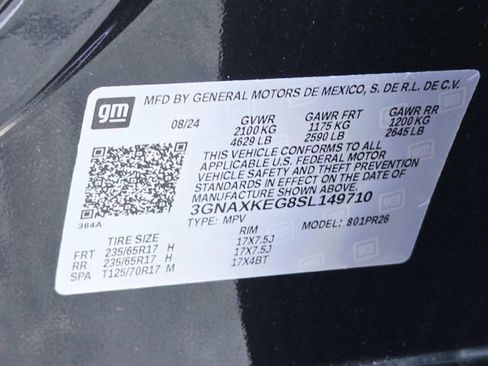 gm
MFD BY GENERAL MOTORS DE MEXICO, S. DE R.L. DE C.V.
08/24 GVWR GAWR FRT GAWR RR
2100 KG 1175 KG 1200 KG
4629 LB 2590 LB 2645 LB
THIS VEHICLE CONFORMS TO ALL
APPLICABLE U.S. FEDERAL MOTOR
VEHICLE SAFETY AND THEFT
PREVENTION STANDARDS IN
EFFECT ON THE DATE OF
MANUFACTURE SHOWN ABOVE.
3GNAXKEG8SL149710
384A
TYPE: MPV MODEL: 801PR26
TIRE SIZE RIM
FRT 235/65R17 H 17X7.5J
RR 235/65R17 H 17X7.5J
SPA T125/70R17 M 17X4BT